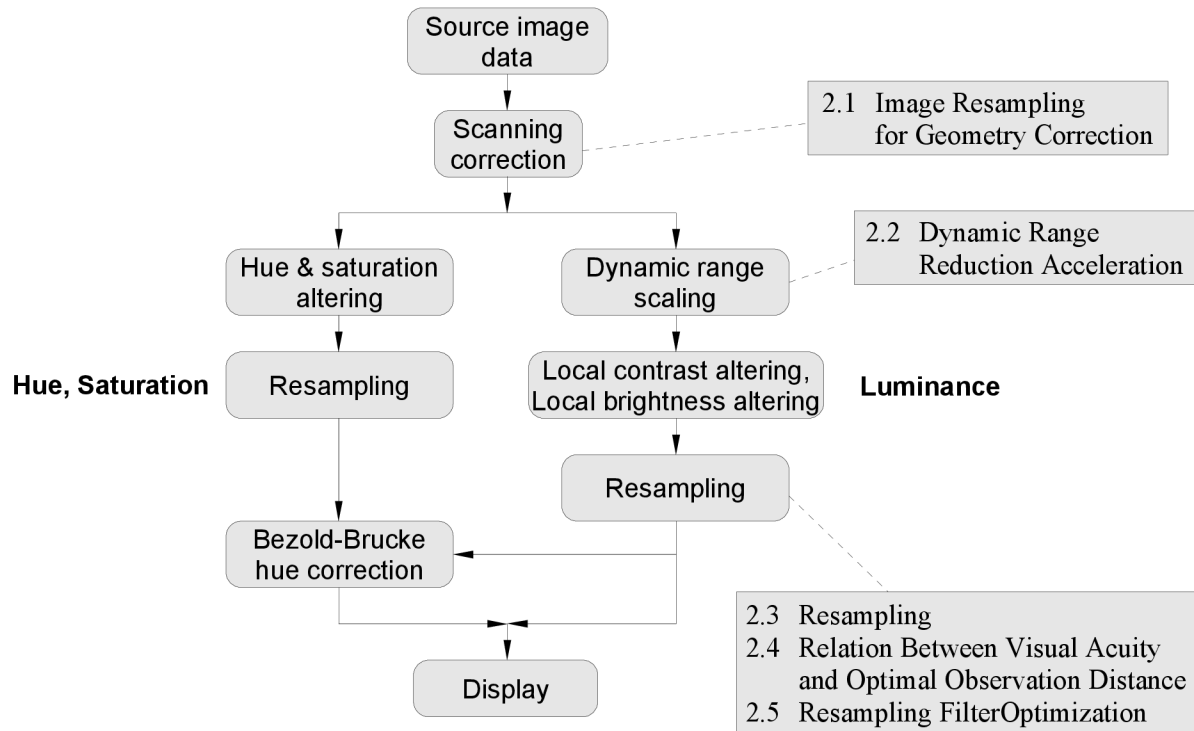 Source image
data
Scanning
correction
2.1 Image Resampling
for Geometry Correction
2.2 Dynamic Range
Reduction Acceleration
Hue & saturation
altering
Dynamic range
scaling
Hue, Saturation
Resampling
Local contrast altering,
Local brightness altering
Luminance
Resampling
Bezold-Brucke
hue correction
2.3 Resampling
2.4 Relation Between Visual Acuity
and Optimal Observation Distance
2.5 Resampling FilterOptimization
Display